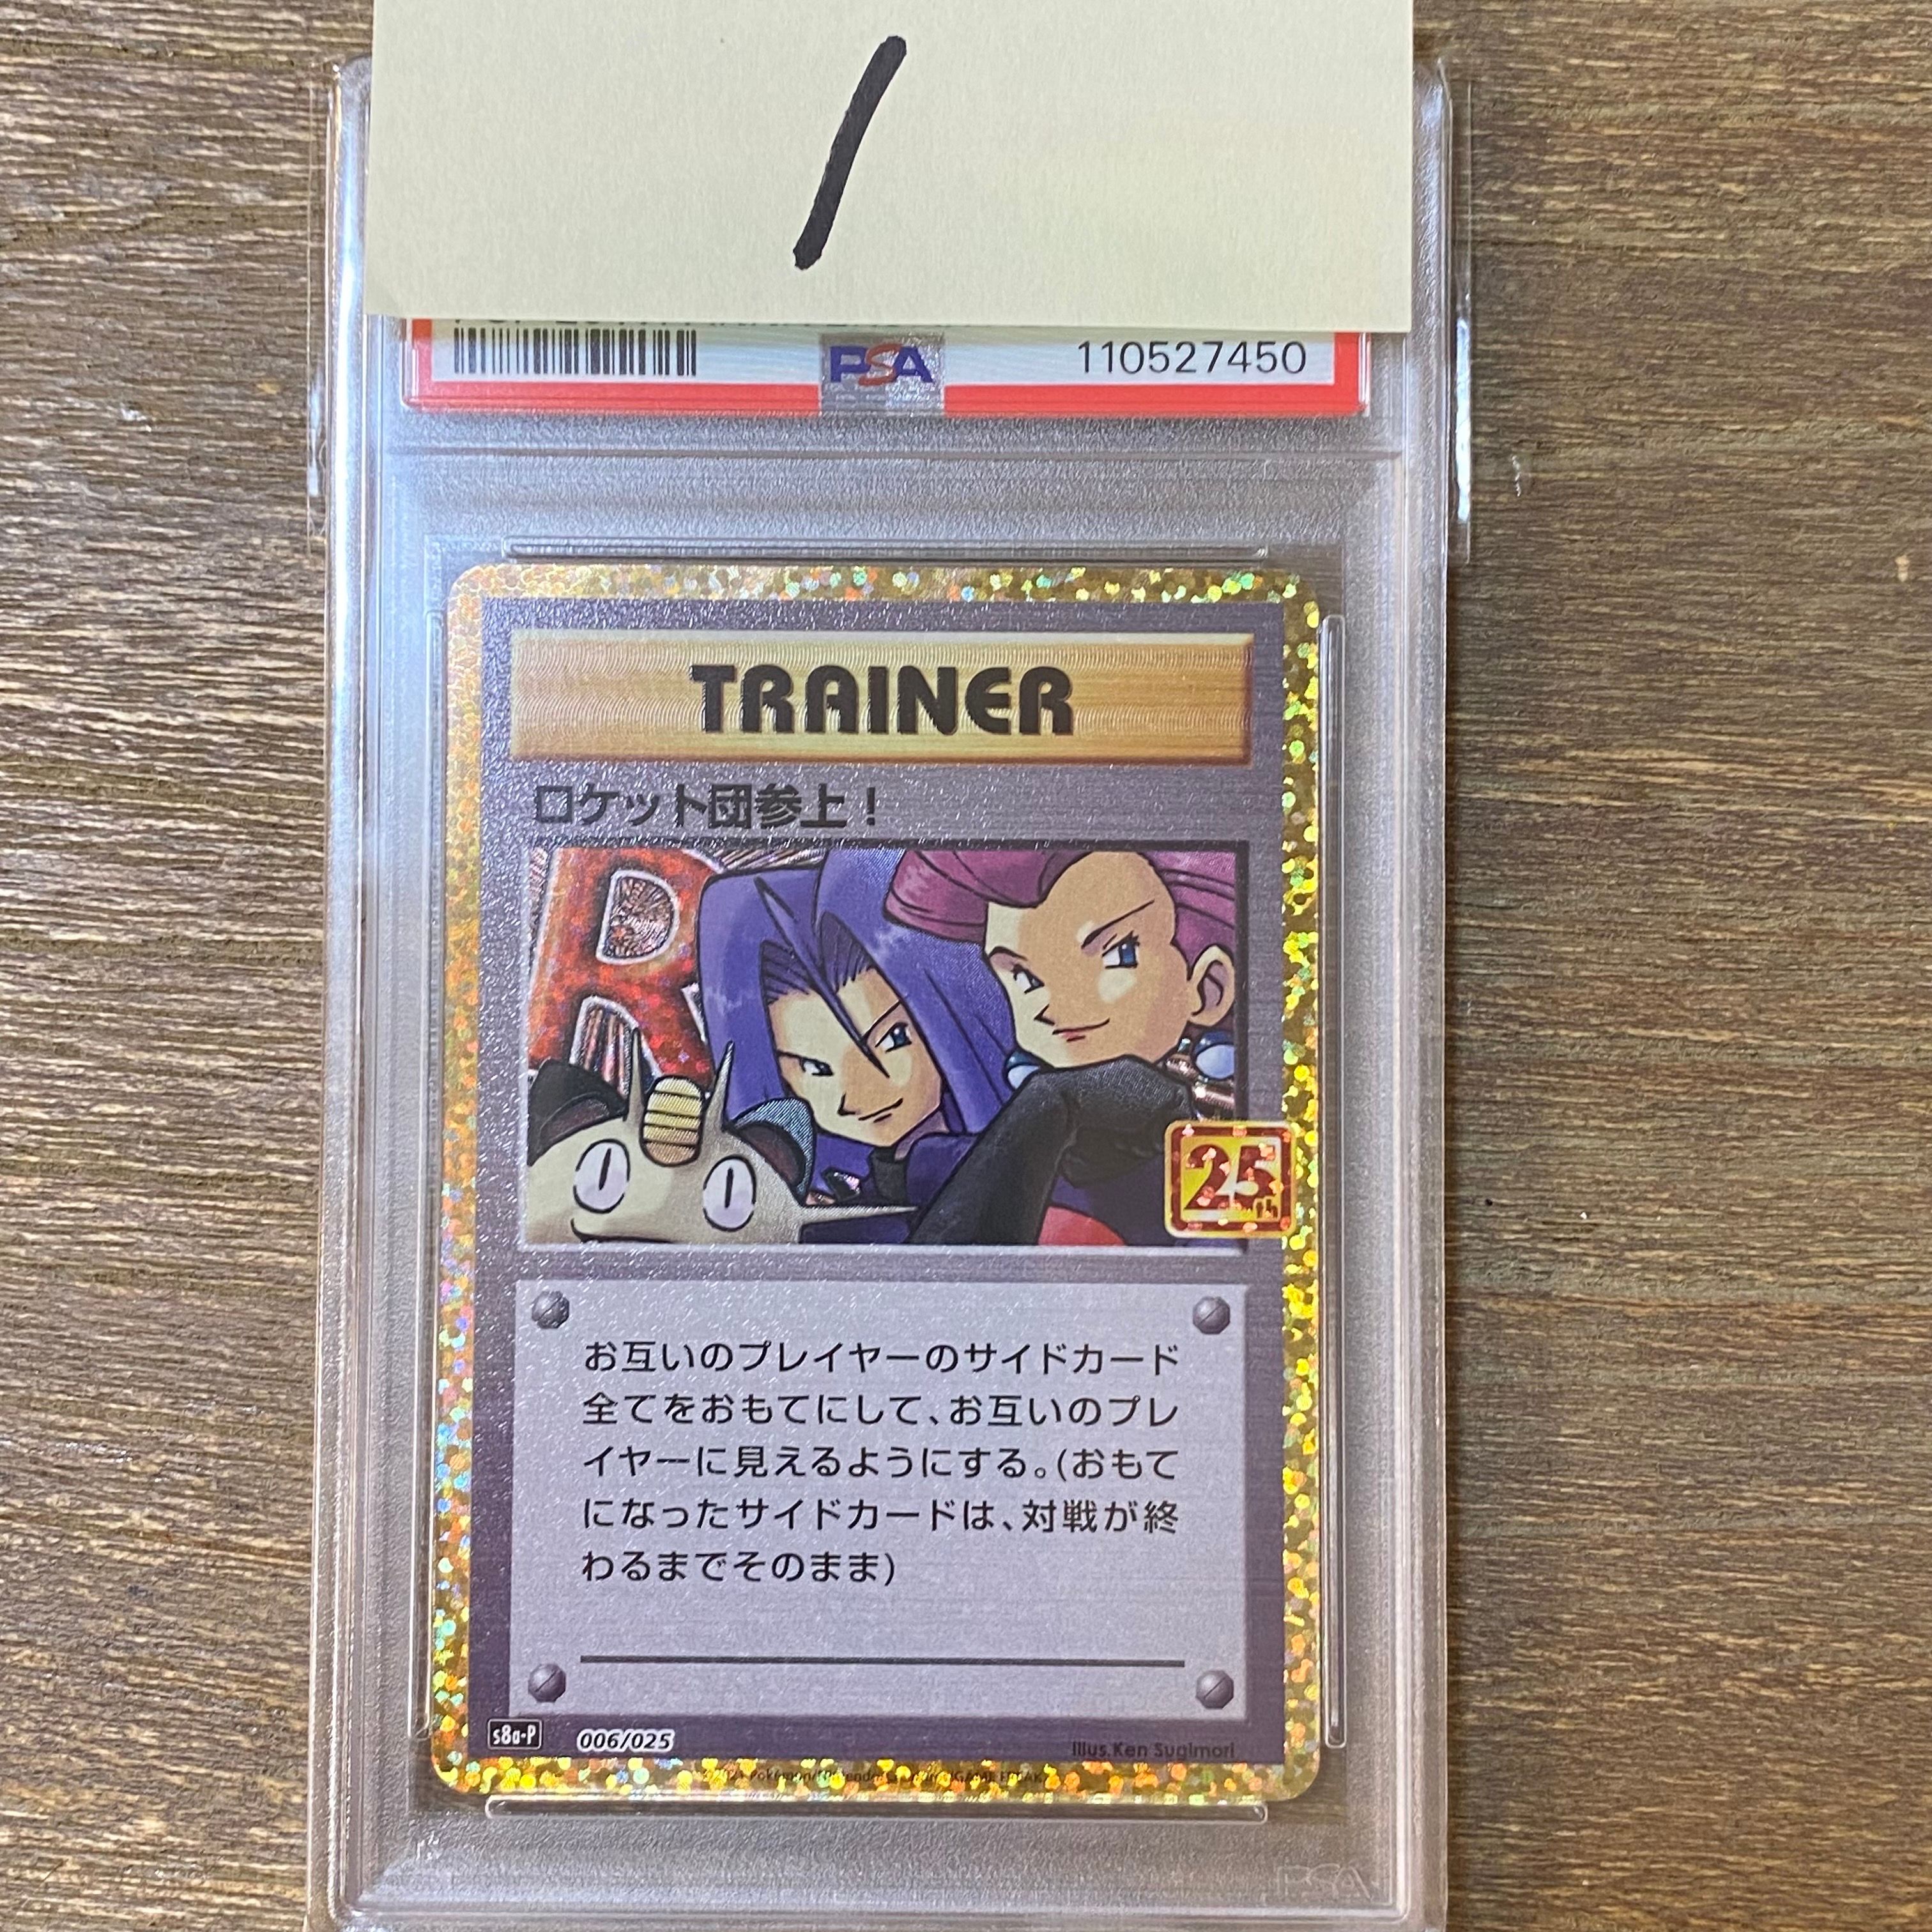 /
PSA
110527450
TRAINER
ロケット団参上！
25th
お互いのプレイヤーのサイドカード
全てをおもてにして、お互いのプレ
イヤーに見えるようにする。(おもて
になったサイドカードは、対戦が終
わるまでそのまま)
s8a-P 006/025
Illus.Ken Sugimori
PSA